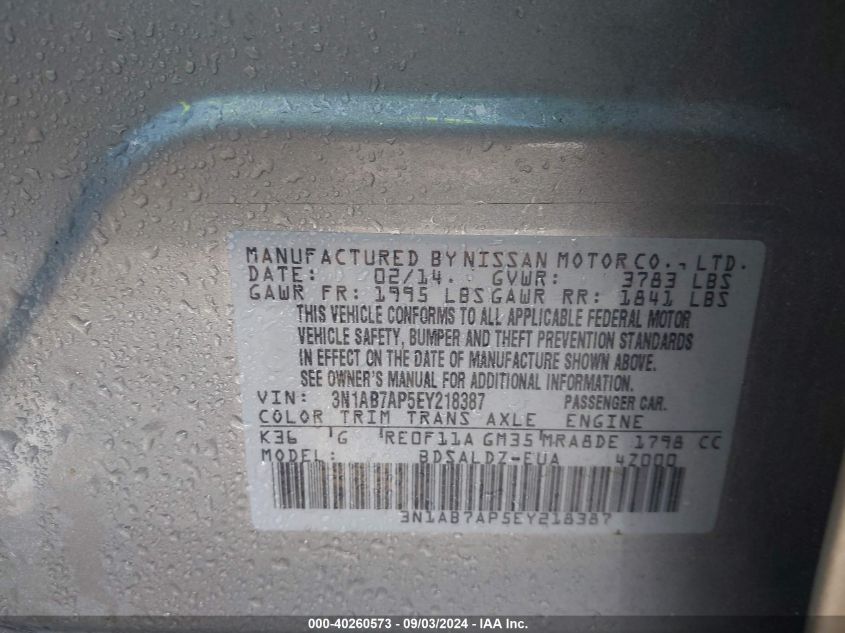 MANUFACTURED BY NISSAN MOTOR CO., LTD.
DATE: 02/14. GVWR: 3783 LBS
GAWR FR: 1995 LBS GAWR RR: 1841 LBS
THIS VEHICLE CONFORMS TO ALL APPLICABLE FEDERAL MOTOR
VEHICLE SAFETY, BUMPER AND THEFT PREVENTION STANDARDS
IN EFFECT ON THE DATE OF MANUFACTURE SHOWN ABOVE.
SEE OWNER'S MANUAL FOR ADDITIONAL INFORMATION.
VIN: 3N1AB7AP5EY218387 PASSENGER CAR.
COLOR TRIM TRANS AXLE ENGINE
K36 G RE0F11A GM35 MRA8DE 1798 CC
MODEL: BDSALDZ-EUA 4Z000
3N1AB7AP5EY218387
000-40260573 - 09/03/2024 - IAA Inc.